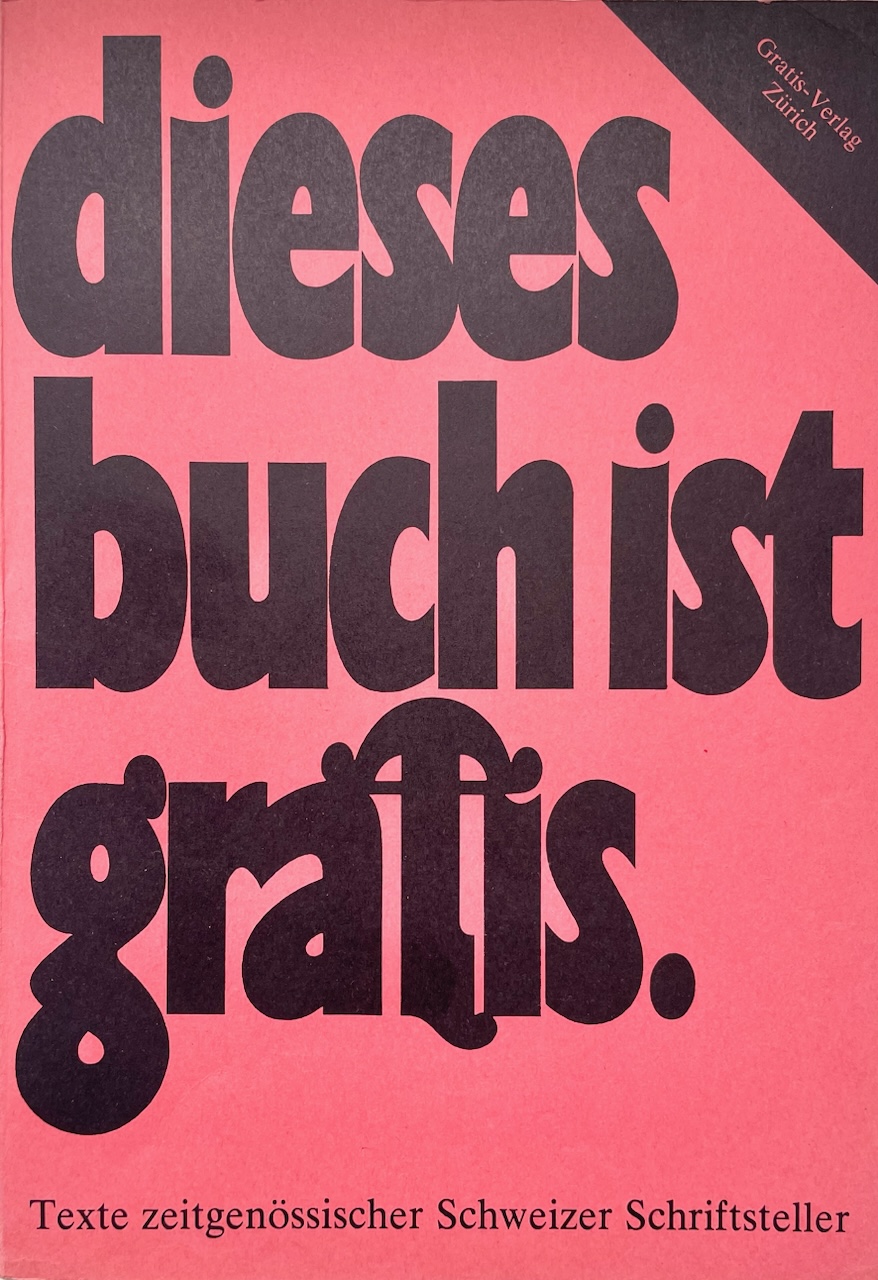 Gratis-Verlag
Zürich
dieses
buch ist
gratis.
Texte zeitgenössischer Schweizer Schriftsteller